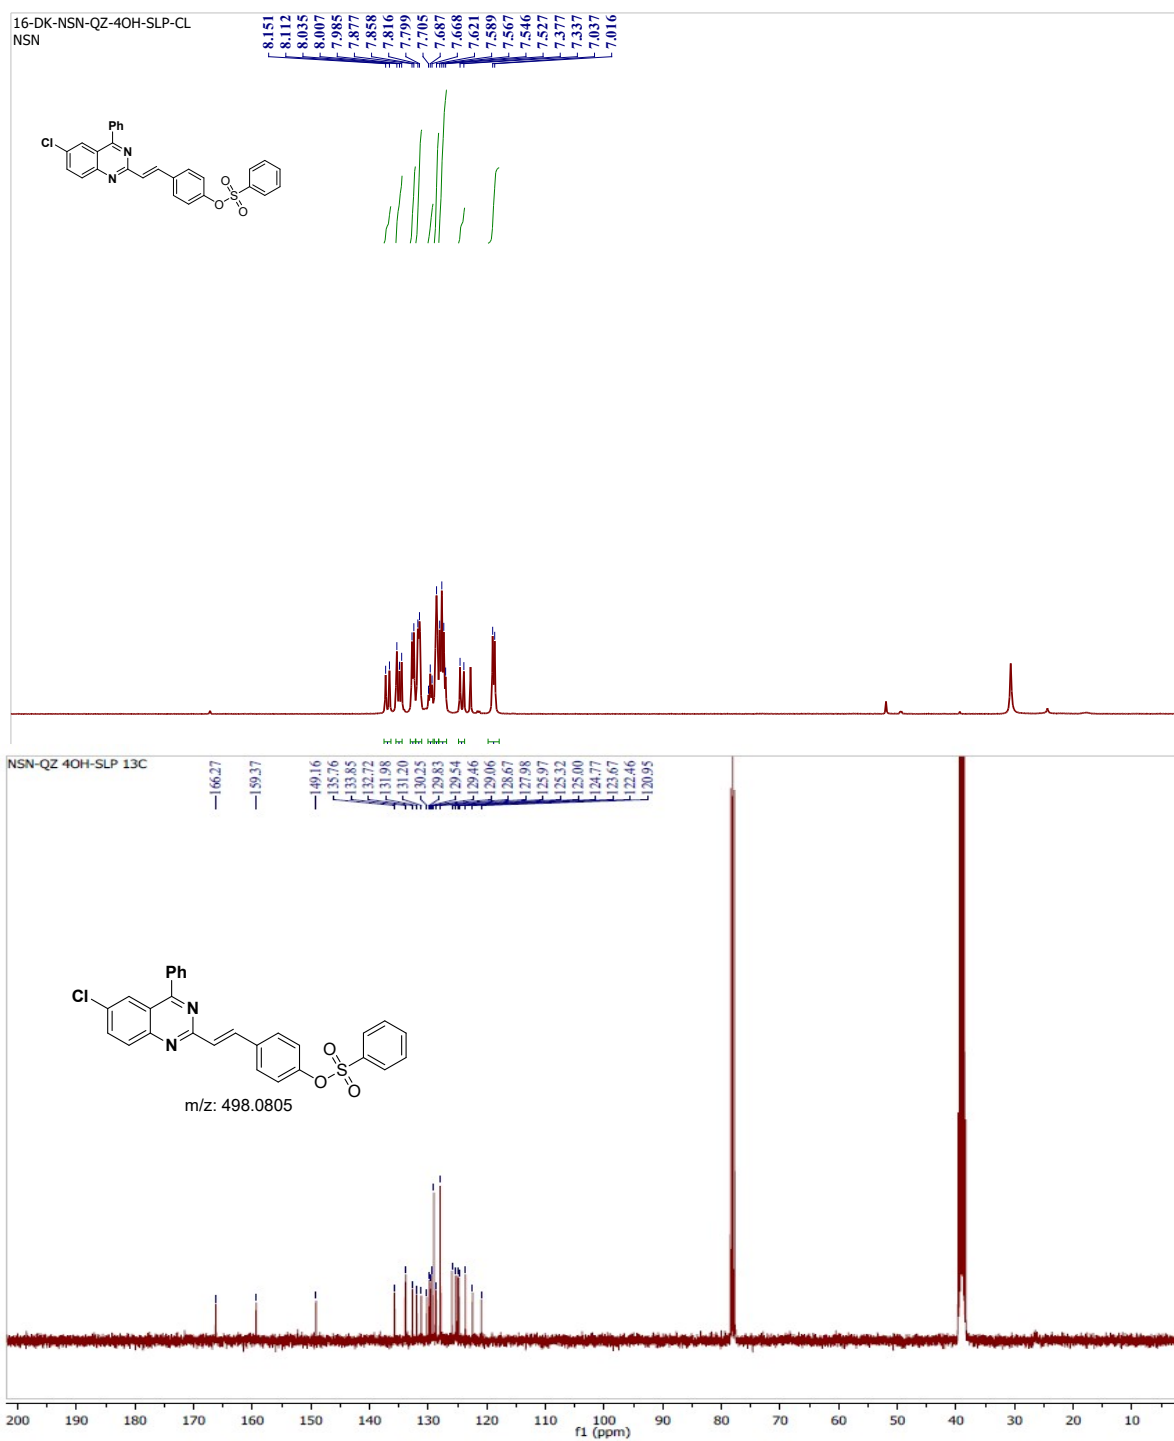 16-DK-NSN-QZ-4OH-SLP-CL
NSN
8.151
8.112
8.035
8.007
7.985
7.877
7.858
7.816
7.799
7.705
7.687
7.668
7.621
7.589
7.567
7.546
7.527
7.377
7.337
7.037
7.016
Ph
Cl
N
N
O
S
O
O
NSN-QZ 4OH-SLP 13C
166.27
159.37
149.16
135.76
133.85
132.72
131.98
131.20
130.25
129.83
129.54
129.46
129.06
128.67
127.98
125.97
125.32
125.00
124.77
123.67
122.46
120.95
Ph
Cl
N
N
O
S
O
O
m/z: 498.0805
200 190 180 170 160 150 140 130 120 110 100 90 80 70 60 50 40 30 20 10
f1 (ppm)